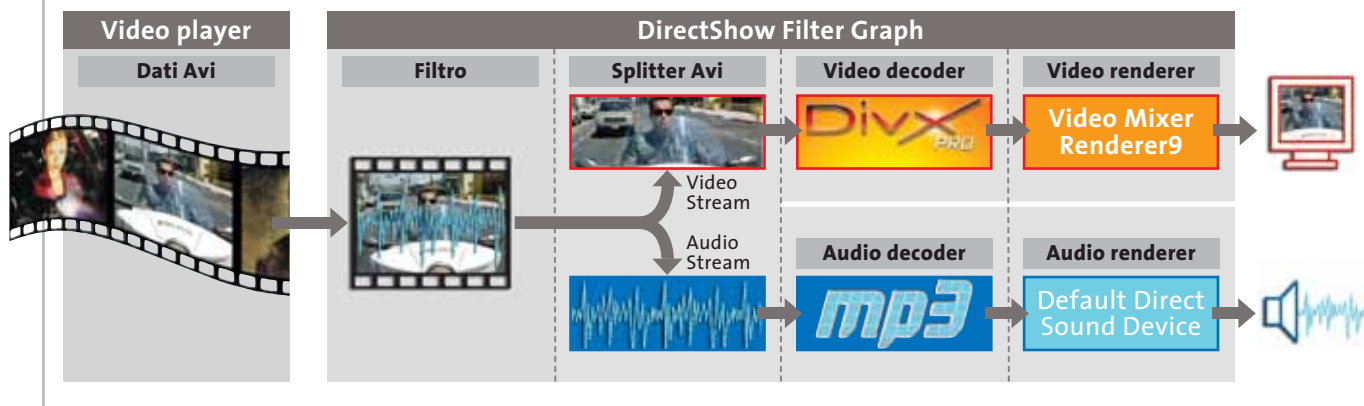 Video player
DirectShow Filter Graph
Dati Avi
Filtro
Splitter Avi
Video decoder
Video renderer
DivX
PRO
Video Mixer
Renderer9
Video
Stream
Audio
Stream
Audio decoder
Audio renderer
mp3
Default Direct
Sound Device